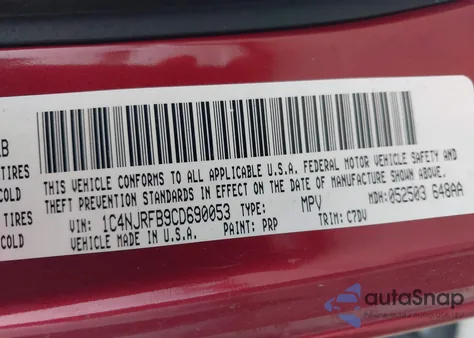 LB
TIRES
COLD
TIRES
COLD
THIS VEHICLE CONFORMS TO ALL APPLICABLE U.S.A. FEDERAL MOTOR VEHICLE SAFETY AND
THEFT PREVENTION STANDARDS IN EFFECT ON THE DATE OF MANUFACTURE SHOWN ABOVE.
VIN: 1C4NJRFB9CD690053 TYPE: MPV MDH: 052503 648AA
MADE IN U.S.A. PAINT: PRP TRIM: C7DV
autoSnap